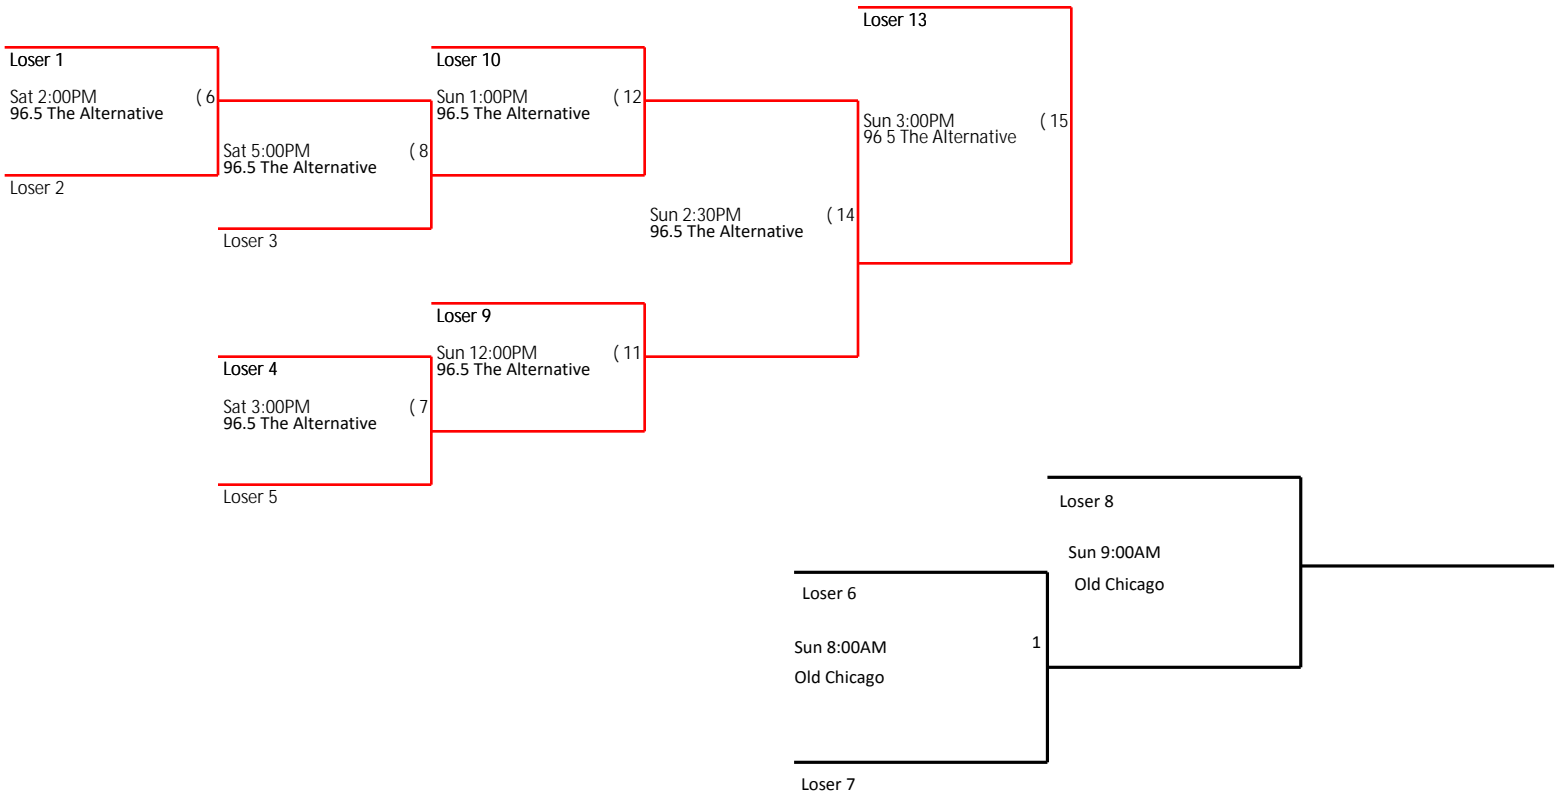 Loser 13
Loser 1
Loser 10
Sat 2:00PM ( 6
96.5 The Alternative
Sun 1:00PM ( 12
96.5 The Alternative
Sun 3:00PM ( 15
96 5 The Alternative
Sat 5:00PM ( 8
96.5 The Alternative
Loser 2
Sun 2:30PM ( 14
96.5 The Alternative
Loser 3
Loser 9
Sun 12:00PM ( 11
96.5 The Alternative
Loser 4
Sat 3:00PM ( 7
96.5 The Alternative
Loser 5
Loser 8
Sun 9:00AM
Old Chicago
Loser 6
Sun 8:00AM 1
Old Chicago
Loser 7